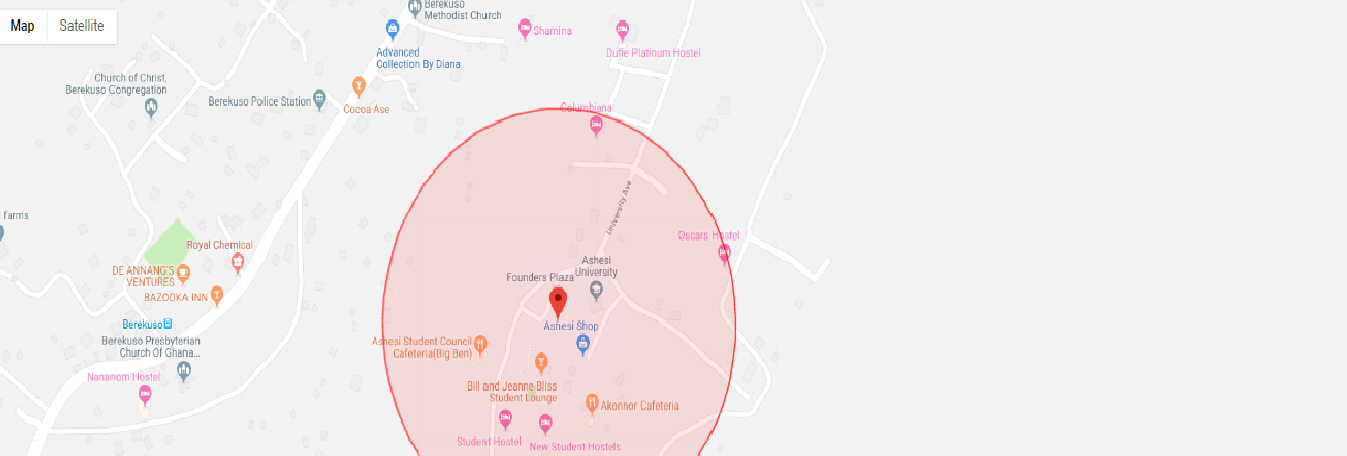 Map
Satellite
Berekuso
Methodist Church
Shamina
Dufie Platinum Hostel
Advanced
Collection By Diana
Church of Christ,
Berekuso Congregation
Berekuso Police Station
Cocoa Ase
Columbiana
University Ave
farms
Royal Chemical
Oscars Hostel
DE ANNANG'S
VENTURES
BAZOOKA INN
Ashesi
University
Founders Plaza
Berekuso
Ashesi Shop
Berekuso Presbyterian
Church Of Ghana...
Ashesi Student Council
Cafeteria(Big Ben)
Nananom Hostel
Bill and Jeanne Bliss
Student Lounge
Akonnor Cafeteria
Student Hostel
New Student Hostels